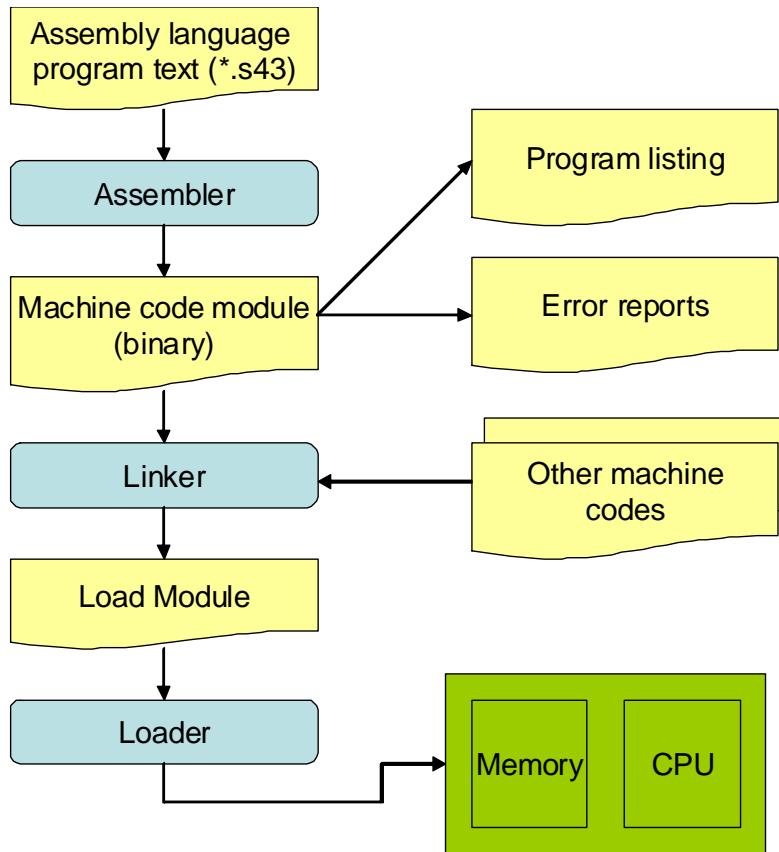 Assembly language
program text (*.s43)
Assembler
Program listing
Machine code module
(binary)
Error reports
Linker
Other machine
codes
Load Module
Loader
Memory
CPU